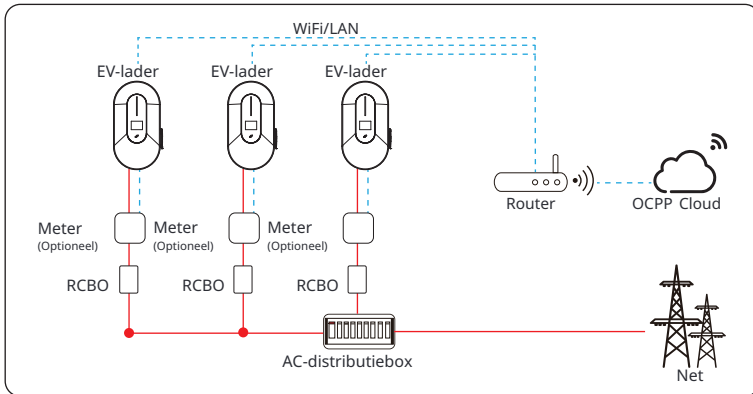 WiFi/LAN
EV-lader
EV-lader
EV-lader
Router
OCPP Cloud
Meter
(Optioneel)
Meter
(Optioneel)
Meter
(Optioneel)
RCBO
RCBO
RCBO
AC-distributiebox
Net